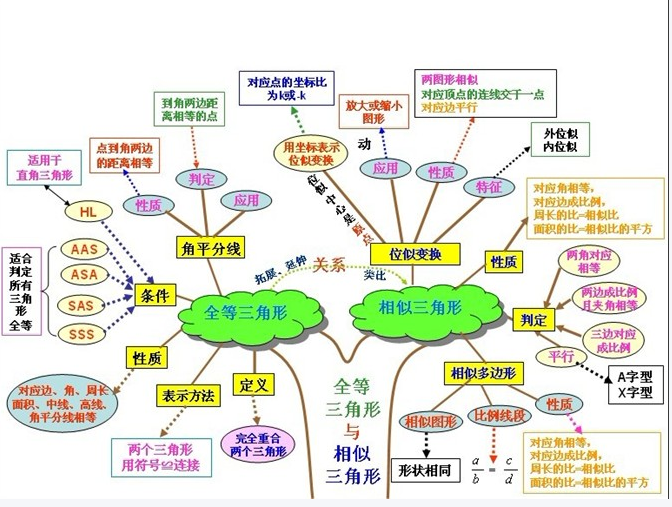 对应点的坐标比
为k或-k
放大或缩小
图形
两图形相似
对应顶点的连线交于一点
对应边平行
到角两边距
离相等的点
点到角两边
的距离相等
适用于
直角三角形
用坐标表示
位似变换
动
应用
性质
特征
外位似
内位似
判定
性质
应用
位似中心是原点
HL
AAS
ASA
SAS
SSS
适合
判定
所有
三角
形
全等
条件
角平分线
位似变换
性质
对应角相等，
对应边成比例，
周长的比=相似比
面积的比=相似比的平方
拓展、延伸
关系
类比
全等三角形
相似三角形
判定
两角对应
相等
两边成比例
且夹角相等
三边对应
成比例
平行
A字型
X字型
性质
对应边、角、周长
面积、中线、高线、
角平分线相等
表示方法
两个三角形
用符号≌连接
定义
完全重合
两个三角形
全等
三角形
与
相似
三角形
相似多边形
相似图形
形状相同
比例线段
a/b = c/d
性质
对应角相等，
对应边成比例，
周长的比=相似比
面积的比=相似比的平方